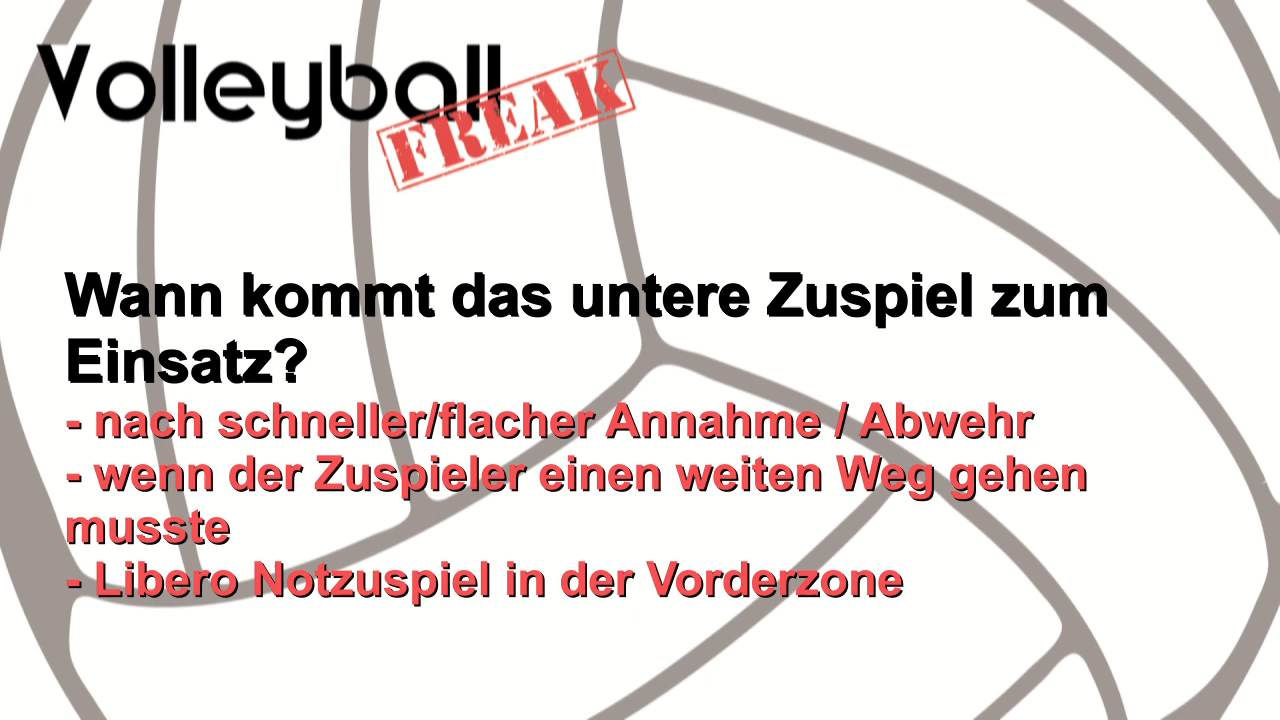 Volleyball
FREAK
Wann kommt das untere Zuspiel zum
Einsatz?
- nach schneller/flacher Annahme / Abwehr
- wenn der Zuspieler einen weiten Weg gehen
musste
- Libero Notzuspiel in der Vorderzone